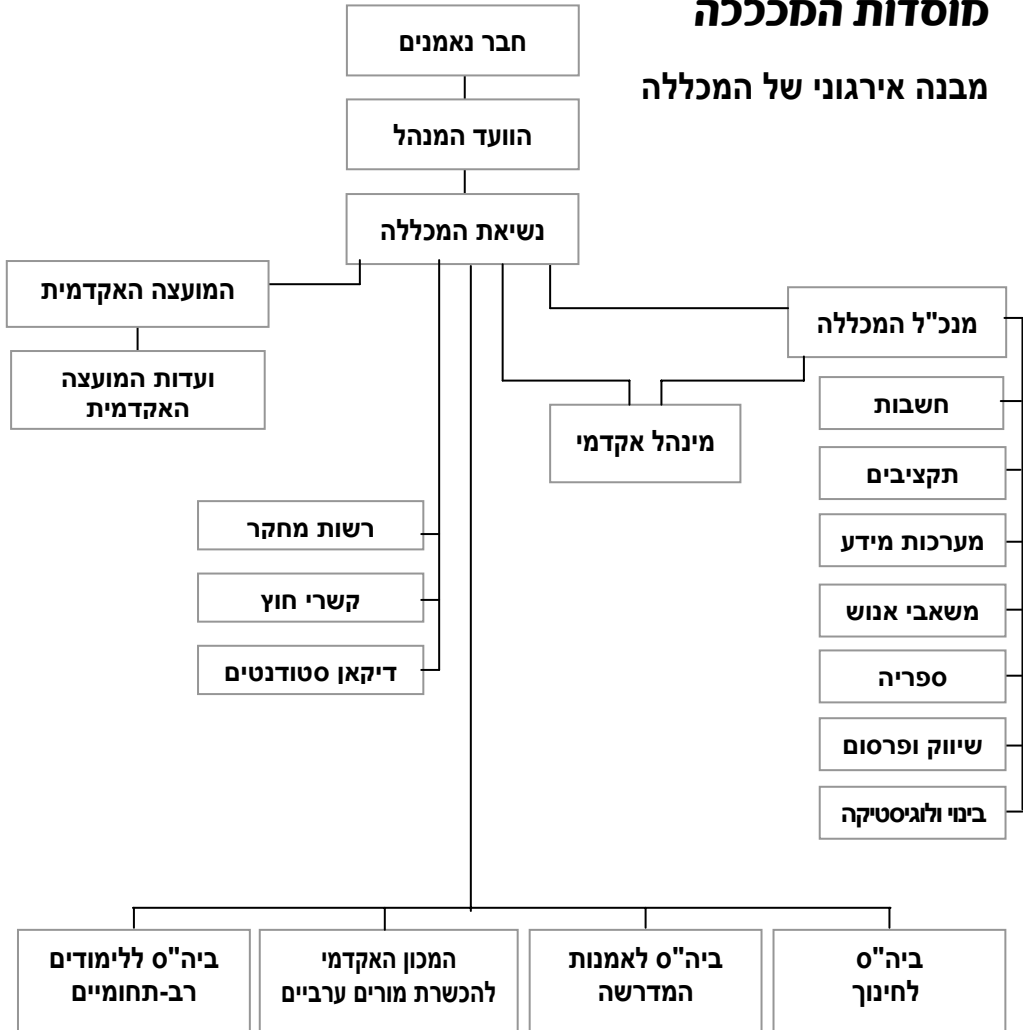 מוסדות המכללה
מבנה אירגוני של המכללה
חבר נאמנים
הוועד המנהל
נשיאת המכללה
המועצה האקדמית
ועדות המועצה
האקדמית
מנכ"ל המכללה
מינהל אקדמי
חשבות
תקציבים
מערכות מידע
משאבי אנוש
ספריה
שיווק ופרסום
בינוי ולוגיסטיקה
רשות מחקר
קשרי חוץ
דיקאן סטודנטים
ביה"ס
לחינוך
ביה"ס לאמנות
המדרשה
המכון האקדמי
להכשרת מורים ערביים
ביה"ס ללימודים
רב-תחומיים